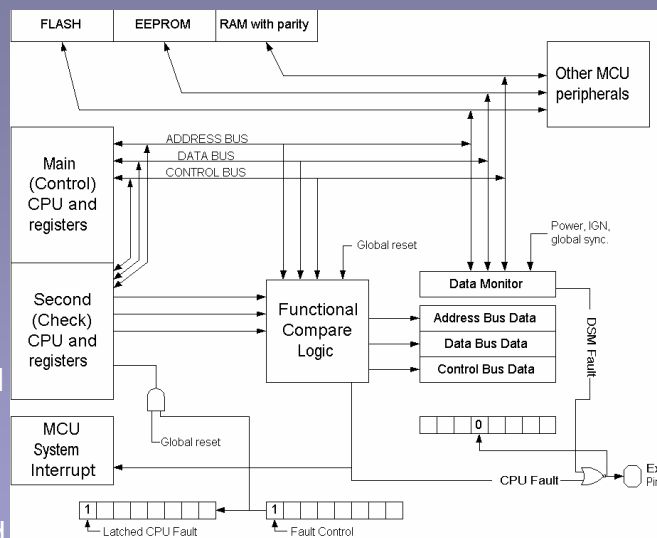 FLASH
EEPROM
RAM with parity
Other MCU
peripherals
ADDRESS BUS
DATA BUS
CONTROL BUS
Main
(Control)
CPU and
registers
Power, IGN,
global sync.
Global reset
Second
(Check)
CPU and
registers
Functional
Compare
Logic
Data Monitor
Address Bus Data
Data Bus Data
Control Bus Data
DSM Fault
0
Global reset
MCU
System
Interrupt
CPU Fault
1
1
Latched CPU Fault
Fault Control